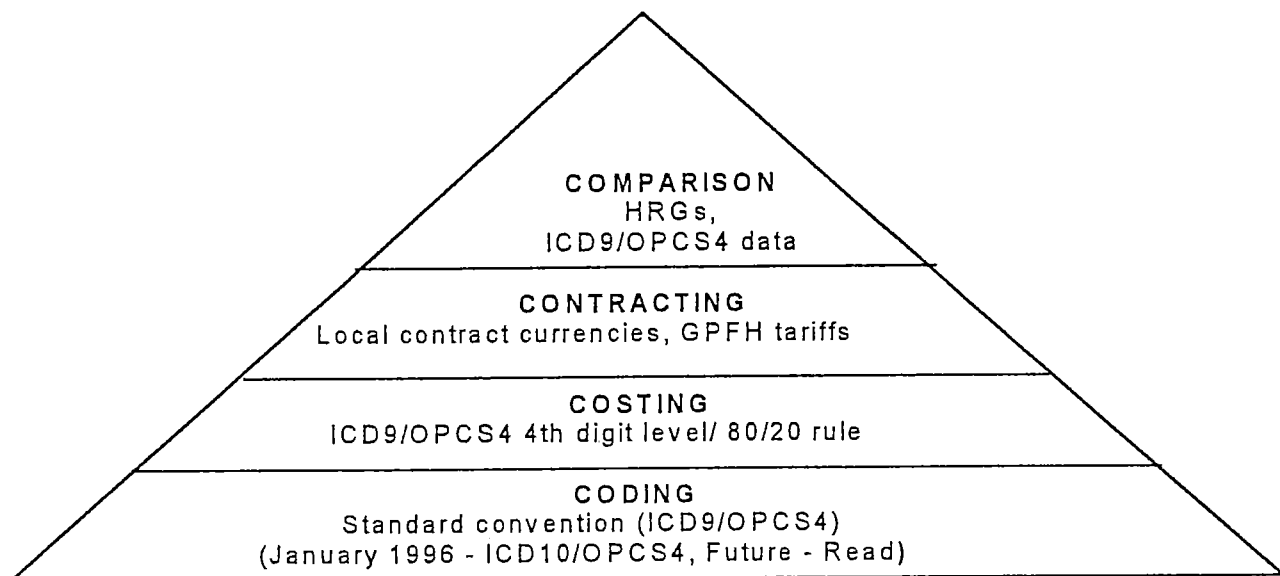 COMPARISON
HRGs,
ICD9/OPCS4 data
CONTRACTING
Local contract currencies, GPFH tariffs
COSTING
ICD9/OPCS4 4th digit level/ 80/20 rule
CODING
Standard convention (ICD9/OPCS4)
(January 1996 - ICD10/OPCS4, Future - Read)